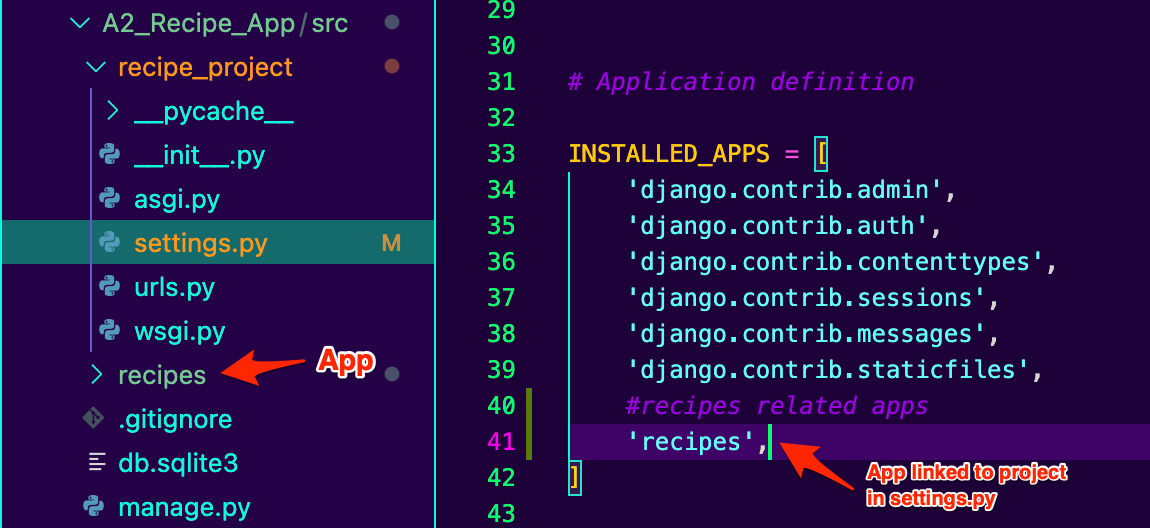 A2_Recipe_App/src
recipe_project
__pycache__
__init__.py
asgi.py
settings.py M
urls.py
wsgi.py
recipes
App
.gitignore
db.sqlite3
manage.py
29
30
31 # Application definition
32
33 INSTALLED_APPS = [
34 'django.contrib.admin',
35 'django.contrib.auth',
36 'django.contrib.contenttypes',
37 'django.contrib.sessions',
38 'django.contrib.messages',
39 'django.contrib.staticfiles',
40 #recipes related apps
41 'recipes',
42 ]
43
App linked to project
in settings.py